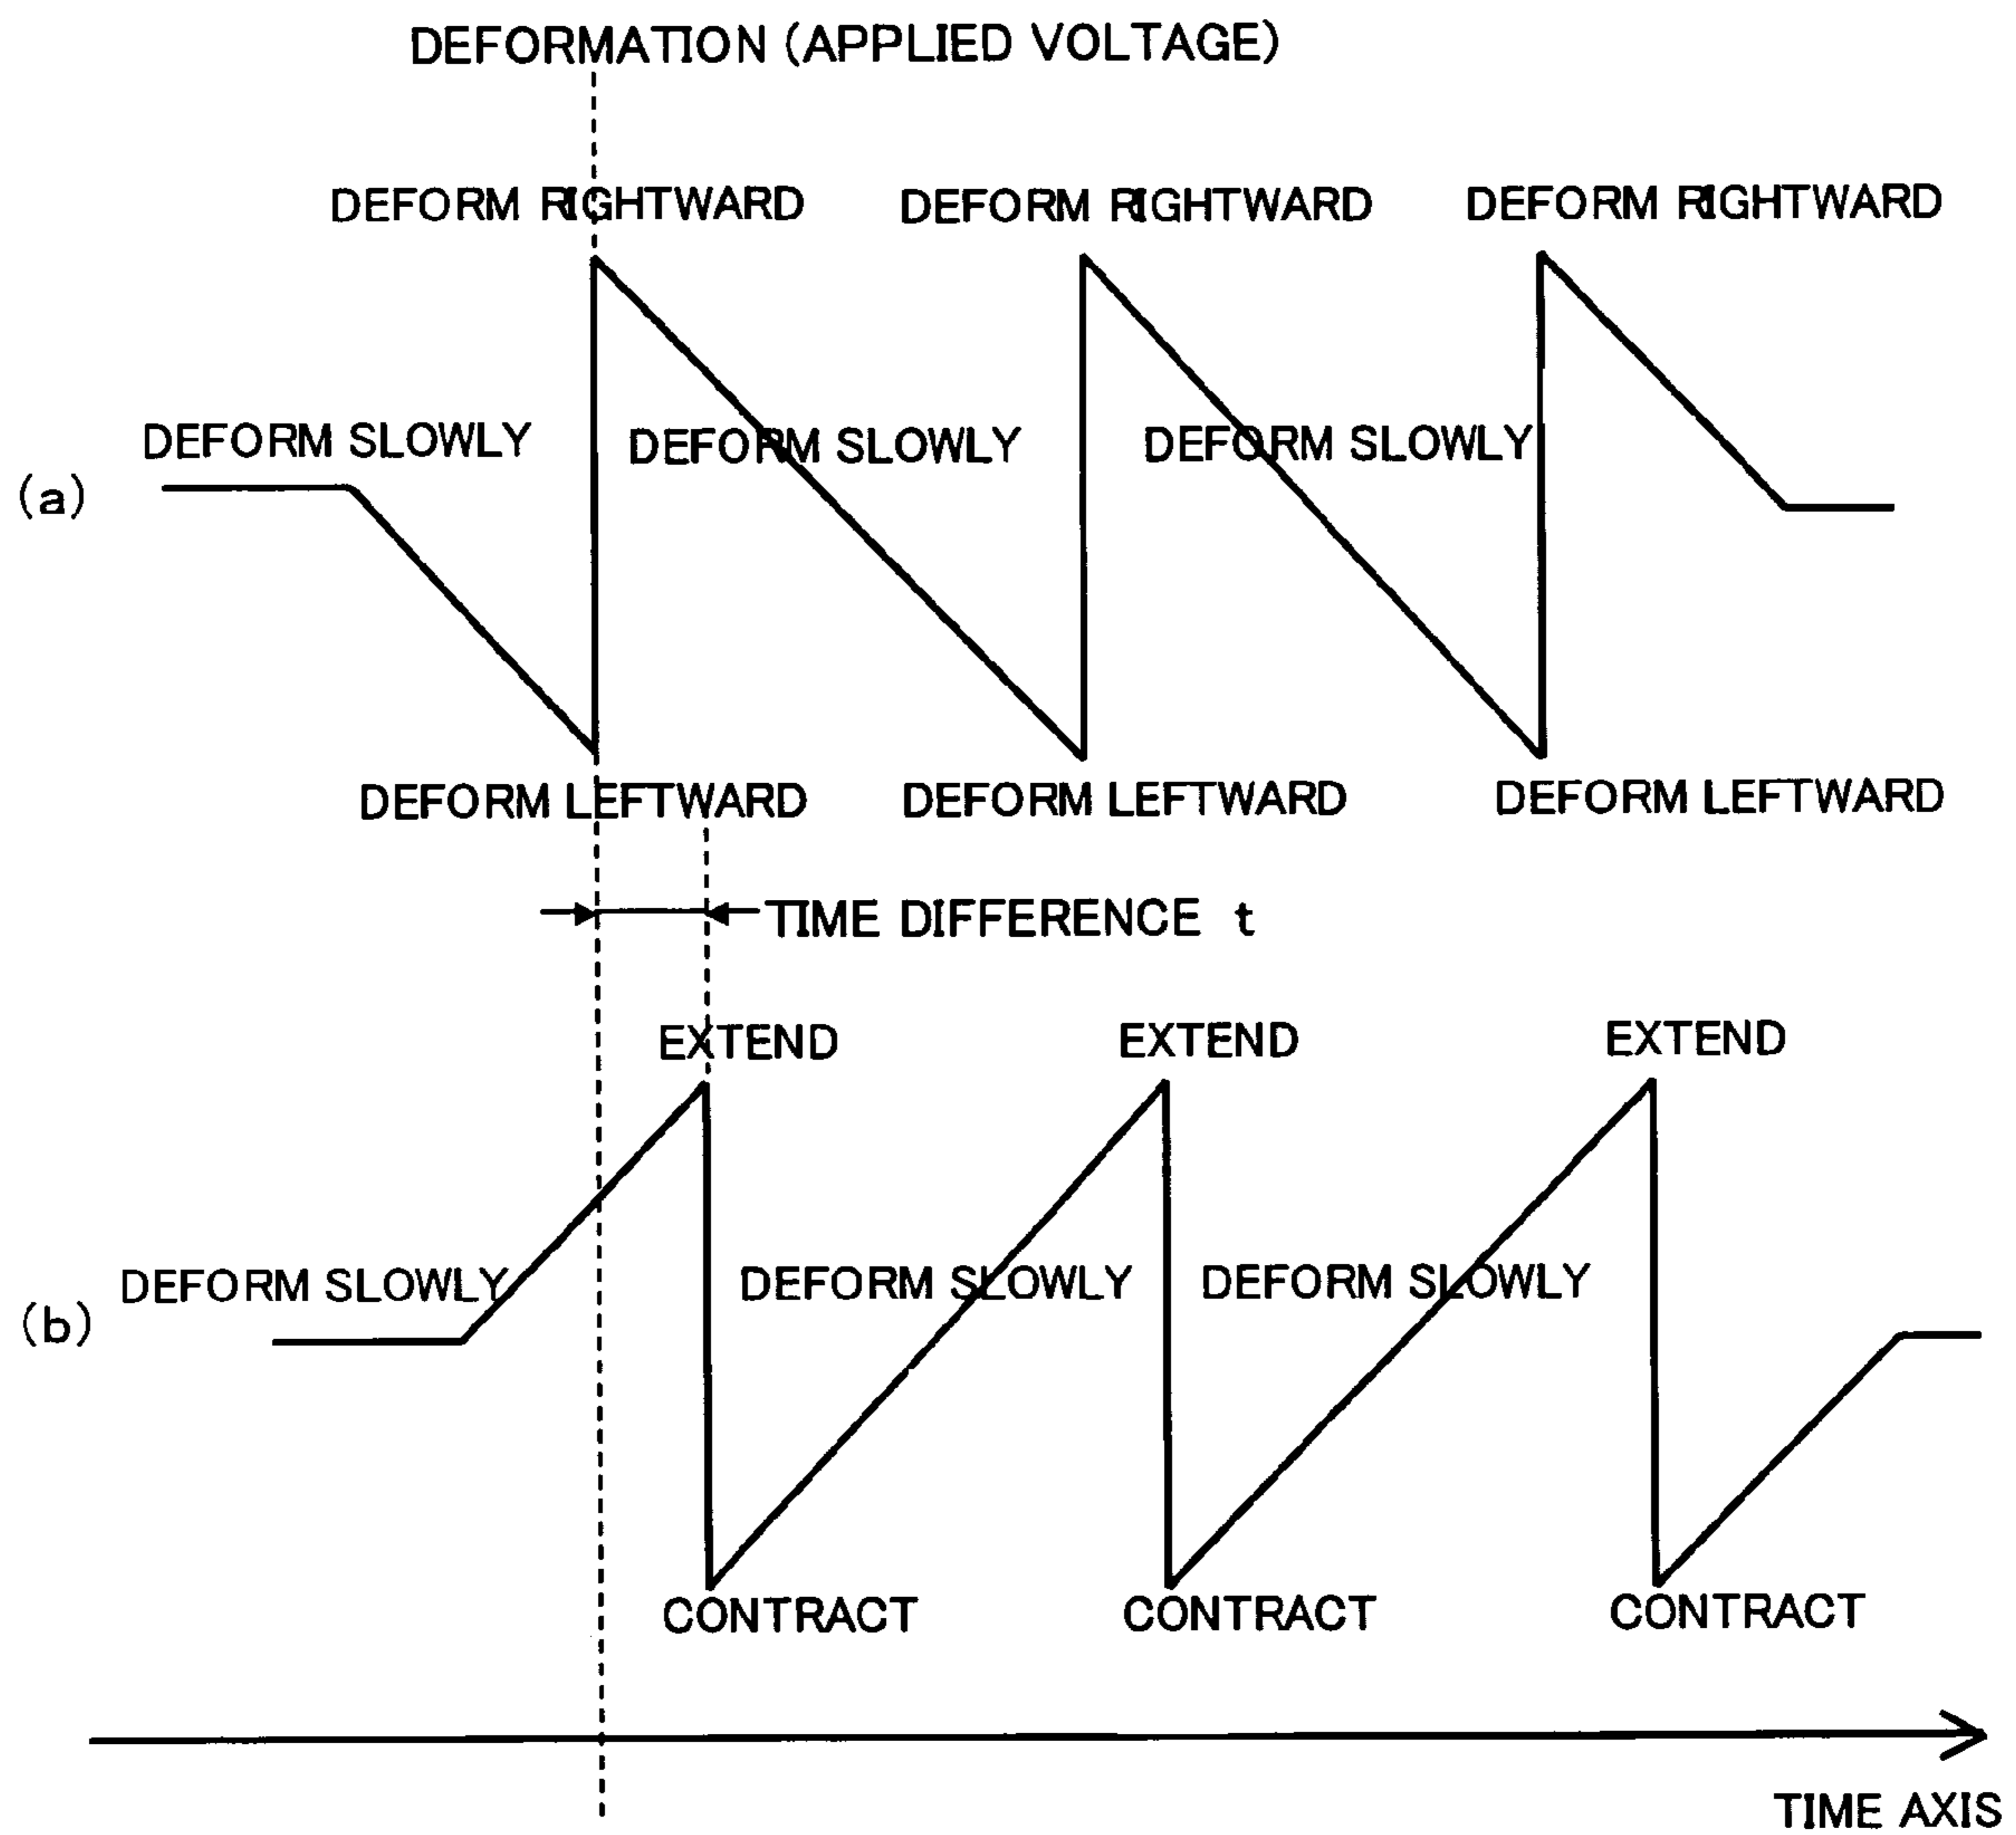 DEFORMATION (APPLIED VOLTAGE)
DEFORM RIGHTWARD DEFORM RIGHTWARD DEFORM RIGHTWARD
DEFORM SLOWLY DEFORM SLOWLY DEFORM SLOWLY
(a)
DEFORM LEFTWARD DEFORM LEFTWARD DEFORM LEFTWARD
TIME DIFFERENCE t
EXTEND EXTEND EXTEND
DEFORM SLOWLY DEFORM SLOWLY DEFORM SLOWLY
(b)
CONTRACT CONTRACT CONTRACT
TIME AXIS